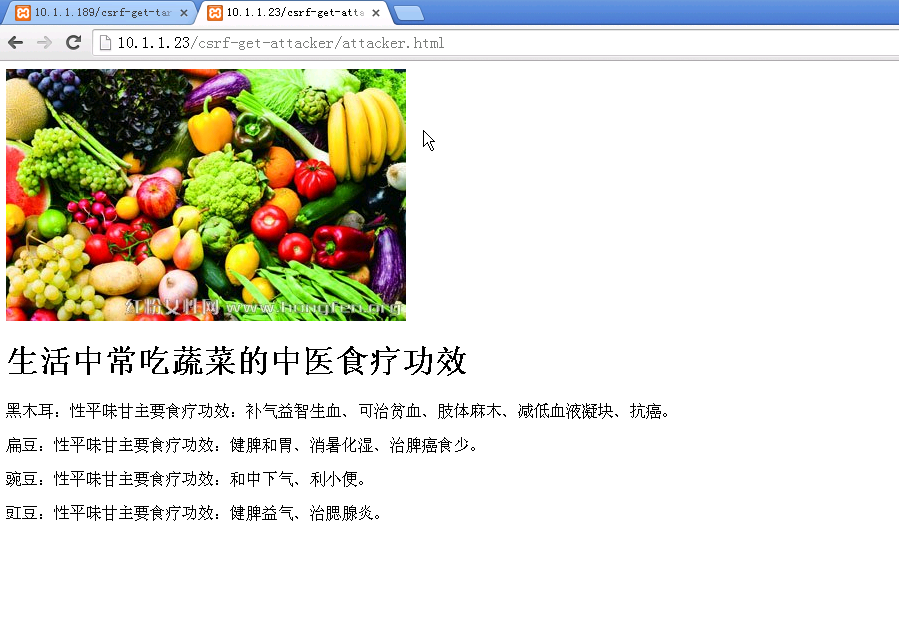 10.1.1.189/csrf-get-tar
10.1.1.23/csrf-get-atta
10.1.1.23/csrf-get-attacker/attacker.html
红粉女性网 www.hongfen.org
生活中常吃蔬菜的中医食疗功效
黑木耳：性平味甘主要食疗功效：补气益智生血、可治贫血、肢体麻木、减低血液凝块、抗癌。
扁豆：性平味甘主要食疗功效：健脾和胃、消暑化湿、治脾癌食少。
豌豆：性平味甘主要食疗功效：和中下气、利小便。
豇豆：性平味甘主要食疗功效：健脾益气、治腮腺炎。